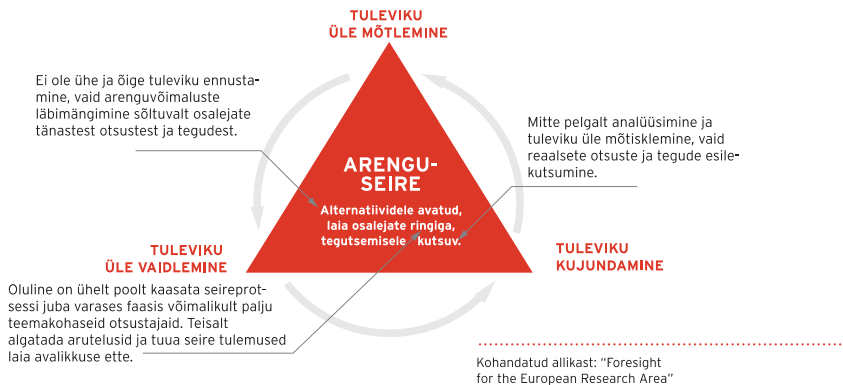 TULEVIKU
ÜLE MÕTLEMINE
Ei ole ühe ja õige tuleviku ennusta-
mine, vaid arenguvõimaluste
läbimängimine sõltuvalt osalejate
tänastest otsustest ja tegudest.
Mitte pelgalt analüüsimine ja
tuleviku üle mõtisklemine, vaid
reaalsete otsuste ja tegude esile-
kutsumine.
ARENGU-
SEIRE
Alternatiividele avatud,
laia osalejate ringiga,
tegutsemisele kutsuv.
TULEVIKU
ÜLE VAIDLEMINE
TULEVIKU
KUJUNDAMINE
Oluline on ühelt poolt kaasata seireprot-
sessi juba varases faasis võimalikult palju
teemakohaseid otsustajaid. Teisalt
algatada arutelusid ja tuua seire tulemused
laia avalikkuse ette.
Kohandatud allikast: “Foresight
for the European Research Area”